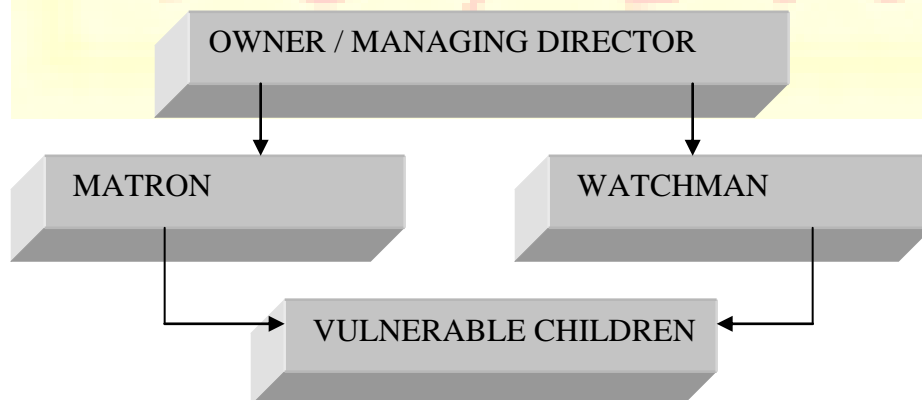 OWNER / MANAGING DIRECTOR
MATRON
WATCHMAN
VULNERABLE CHILDREN